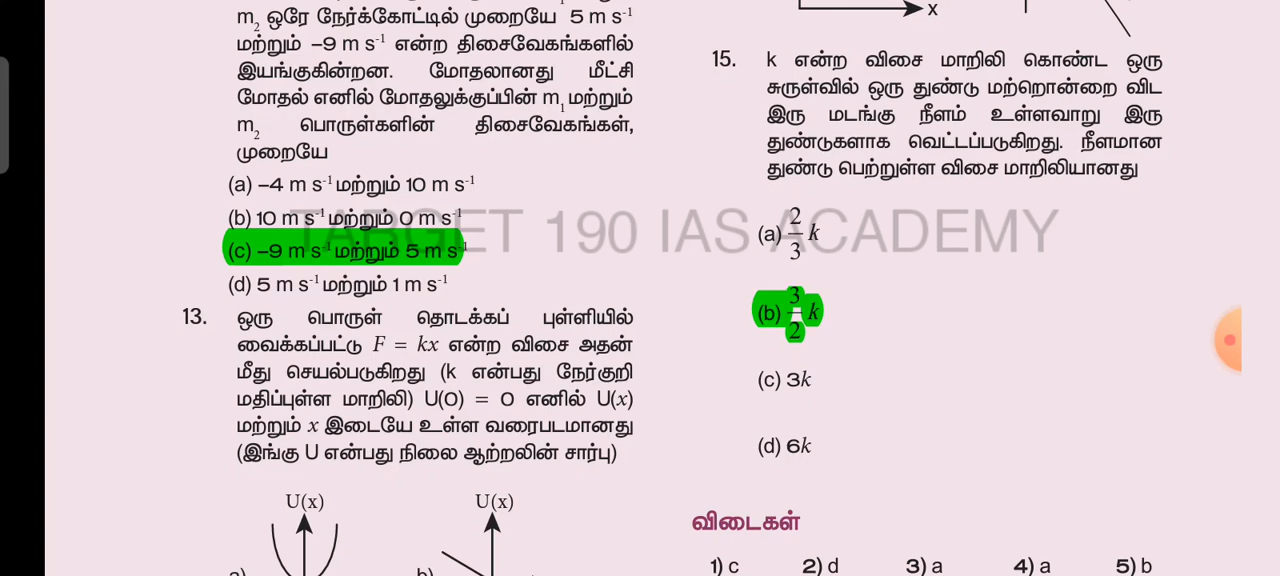 m₂ ஒரே நேர்க்கோட்டில் முறையே 5 m s⁻¹
மற்றும் –9 m s⁻¹ என்ற திசைவேகங்களில்
இயங்குகின்றன. மோதலானது மீட்சி
மோதல் எனில் மோதலுக்குப்பின் m₁ மற்றும்
m₂ பொருள்களின் திசைவேகங்கள்,
முறையே
(a) –4 m s⁻¹ மற்றும் 10 m s⁻¹
(b) 10 m s⁻¹ மற்றும் 0 m s⁻¹
(c) –9 m s⁻¹ மற்றும் 5 m s⁻¹
(d) 5 m s⁻¹ மற்றும் 1 m s⁻¹
13. ஒரு பொருள் தொடக்கப் புள்ளியில்
வைக்கப்பட்டு F = kx என்ற விசை அதன்
மீது செயல்படுகிறது (k என்பது நேர்குறி
மதிப்புள்ள மாறிலி) U(0) = 0 எனில் U(x)
மற்றும் x இடையே உள்ள வரைபடமானது
(இங்கு U என்பது நிலை ஆற்றலின் சார்பு)
U(x) U(x)
a) b)
x
15. k என்ற விசை மாறிலி கொண்ட ஒரு
சுருள்வில் ஒரு துண்டு மற்றொன்றை விட
இரு மடங்கு நீளம் உள்ளவாறு இரு
துண்டுகளாக வெட்டப்படுகிறது. நீளமான
துண்டு பெற்றுள்ள விசை மாறிலியானது
(a) 2/3 k
(b) 3/2 k
(c) 3k
(d) 6k
விடைகள்
1) c 2) d 3) a 4) a 5) b
TARGET 190 IAS ACADEMY